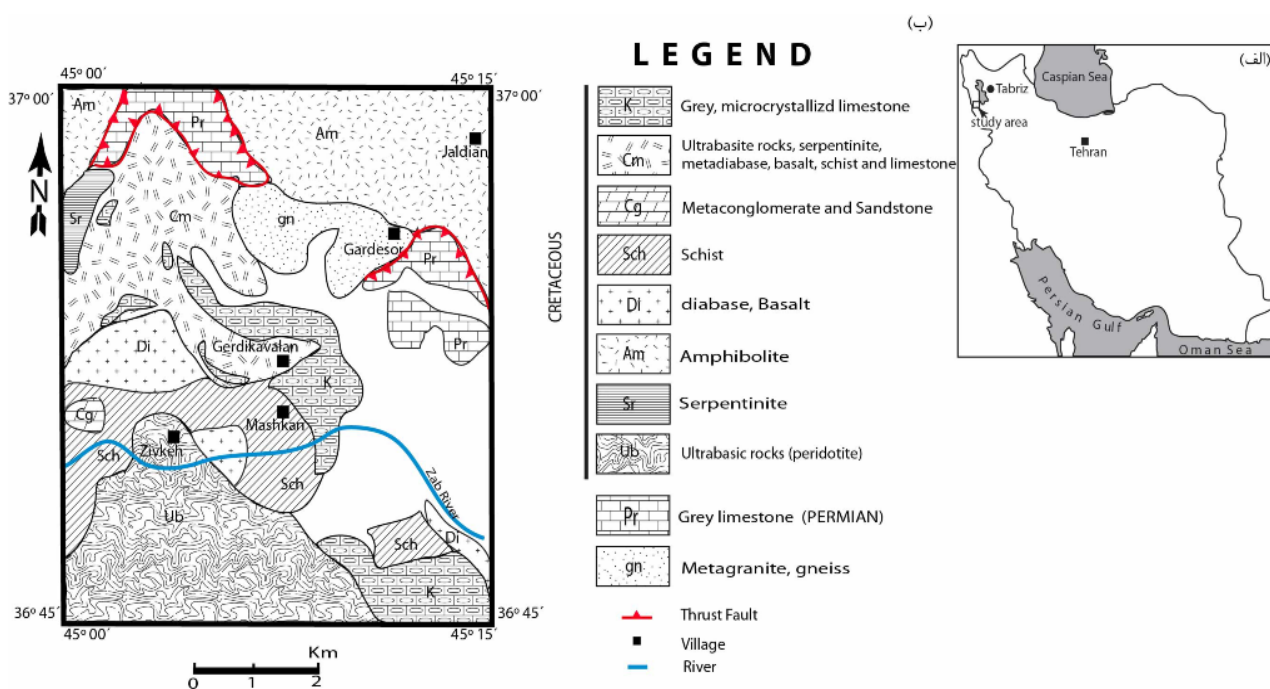 (ب)
45° 00´
45° 15´
37° 00´
37° 00´
Am
Pr
Am
Jaldian
N
Sr
Cm
gn
Gardesor
Pr
Di
Gerdikavalan
Pr
K
Cg
Mashkan
Zivkeh
Sch
Sch
Zab River
Ub
Sch
Di
K
36° 45´
36° 45´
45° 00´
45° 15´
Km
0 1 2
LEGEND
CRETACEOUS
K Grey, microcrystallizd limestone
Cm Ultrabasite rocks, serpentinite,
metadiabase, basalt, schist and limestone
Cg Metaconglomerate and Sandstone
Sch Schist
Di diabase, Basalt
Am Amphibolite
Sr Serpentinite
Ub Ultrabasic rocks (peridotite)
Pr Grey limestone (PERMIAN)
gn Metagranite, gneiss
Thrust Fault
Village
River
(الف)
Caspian Sea
Tabriz
study area
Tehran
Persian Gulf
Oman Sea